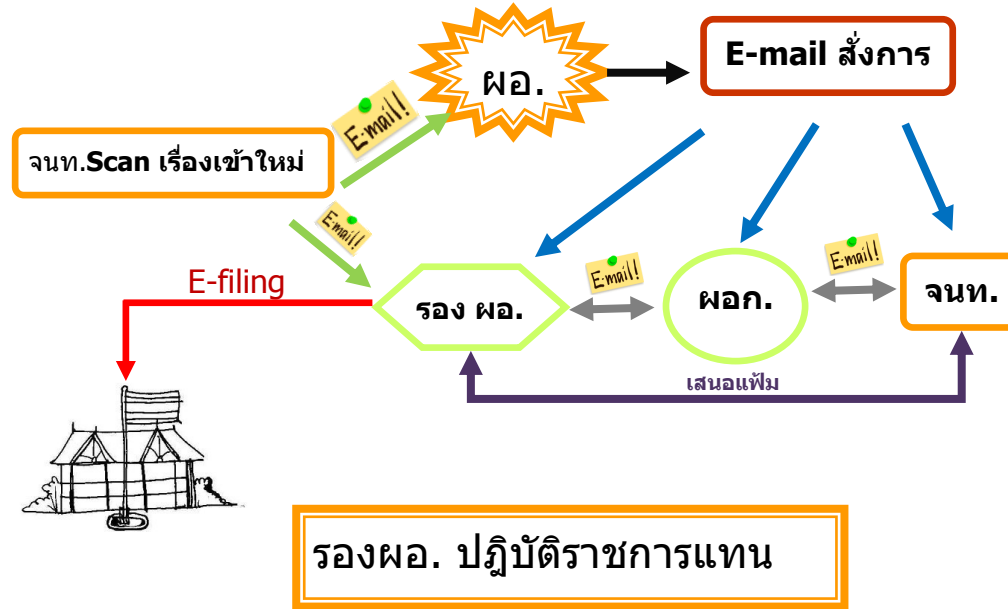 ผอ.
E-mail สั่งการ
E-mail!
จนท.Scan เรื่องเข้าใหม่
E-mail!
E-filing
รอง ผอ.
E-mail!
ผอก.
E-mail!
จนท.
เสนอแฟ้ม
รองผอ. ปฎิบัติราชการแทน